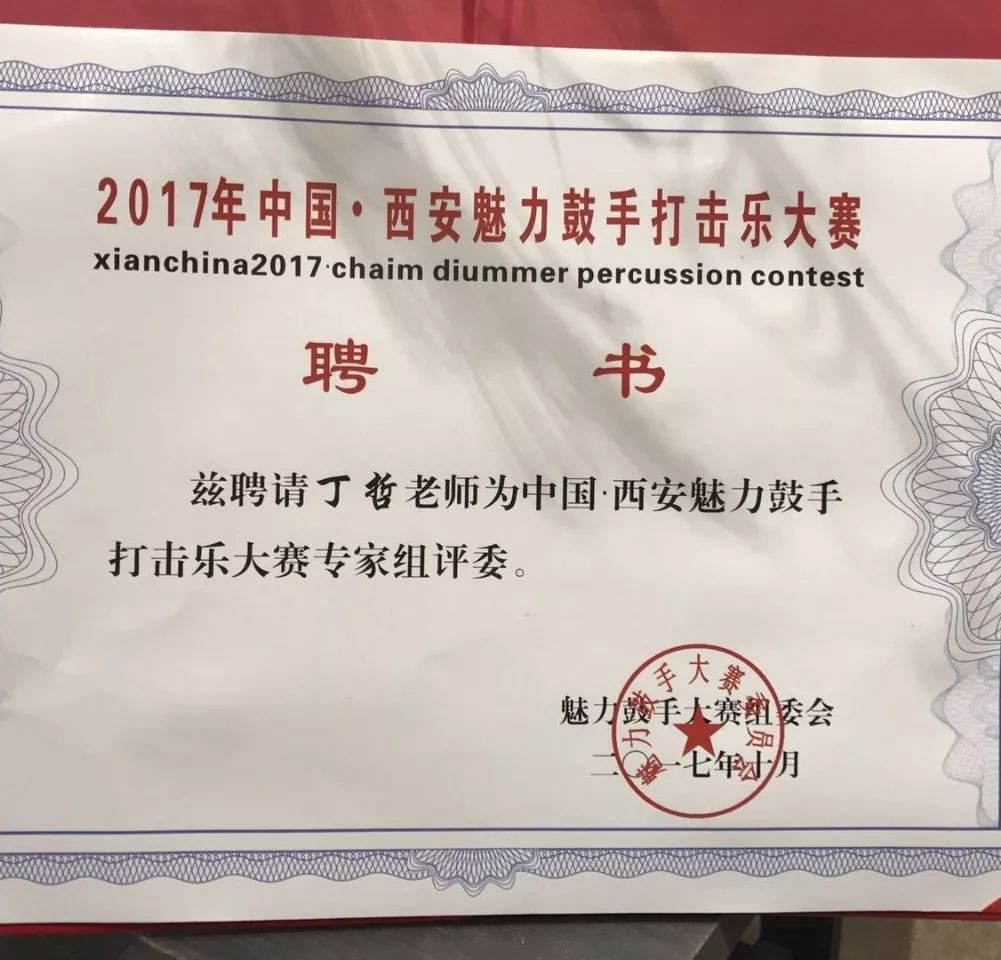 2017年中国·西安魅力鼓手打击乐大赛
xianchina2017·chaim diummer percussion contest
聘 书
兹聘请丁哲老师为中国·西安魅力鼓手
打击乐大赛专家组评委。
魅力鼓手大赛组委会
二〇一七年十月
魅力鼓手大赛委员会